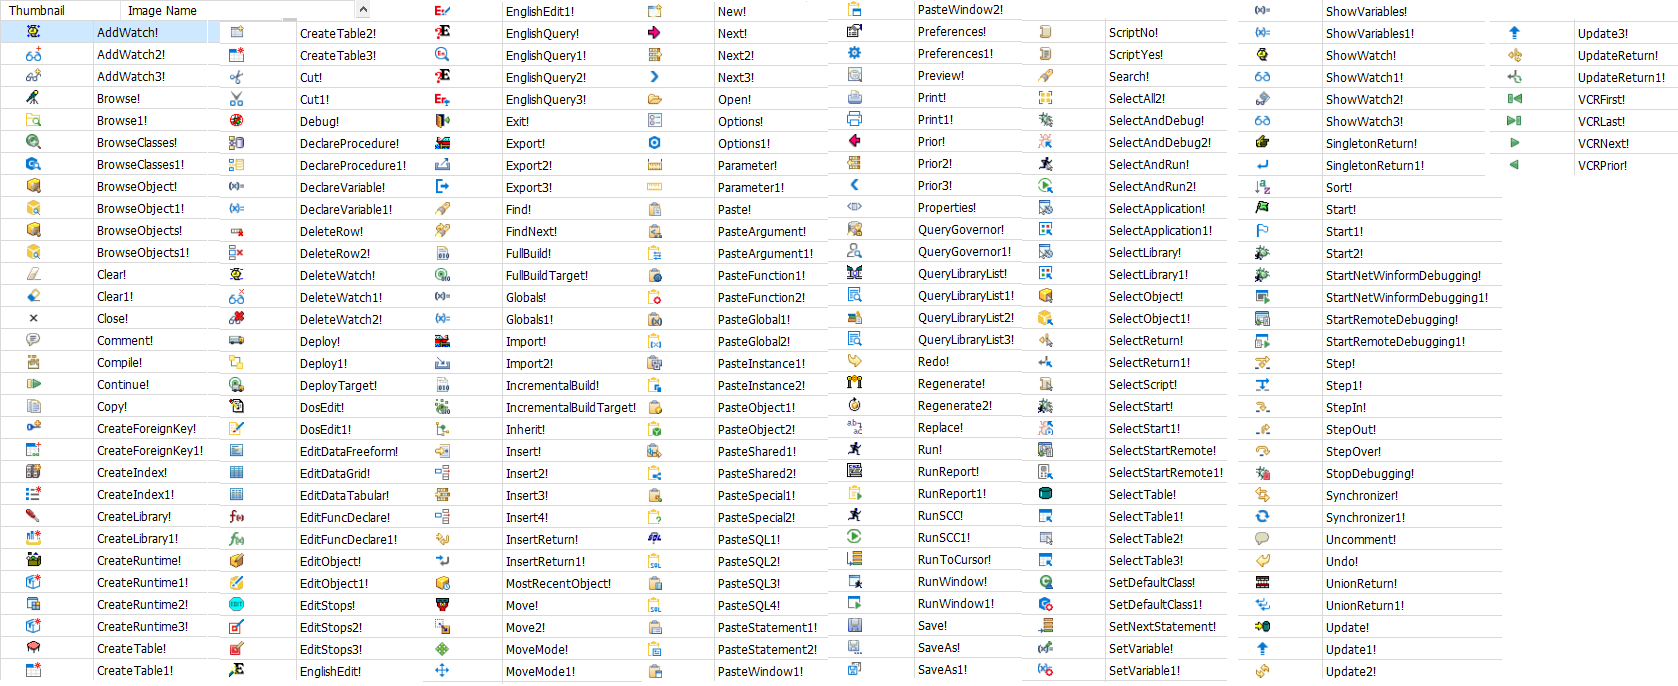 Thumbnail
Image Name
AddWatch!
AddWatch2!
AddWatch3!
Browse!
Browse1!
BrowseClasses!
BrowseClasses1!
BrowseObject!
BrowseObject1!
BrowseObjects!
BrowseObjects1!
Clear!
Clear1!
Close!
Comment!
Compile!
Continue!
Copy!
CreateForeignKey!
CreateForeignKey1!
CreateIndex!
CreateIndex1!
CreateLibrary!
CreateLibrary1!
CreateRuntime!
CreateRuntime1!
CreateRuntime2!
CreateRuntime3!
CreateTable!
CreateTable1!
CreateTable2!
CreateTable3!
Cut!
Cut1!
Debug!
DeclareProcedure!
DeclareProcedure1!
DeclareVariable!
DeclareVariable1!
DeleteRow!
DeleteRow2!
DeleteWatch!
DeleteWatch1!
DeleteWatch2!
Deploy!
Deploy1!
DeployTarget!
DosEdit!
DosEdit1!
EditDataFreeform!
EditDataGrid!
EditDataTabular!
EditFuncDeclare!
EditFuncDeclare1!
EditObject!
EditObject1!
EditStops!
EditStops2!
EditStops3!
EnglishEdit!
EnglishEdit1!
EnglishQuery!
EnglishQuery1!
EnglishQuery2!
EnglishQuery3!
Exit!
Export!
Export2!
Export3!
Find!
FindNext!
FullBuild!
FullBuildTarget!
Globals!
Globals1!
Import!
Import2!
IncrementalBuild!
IncrementalBuildTarget!
Inherit!
Insert!
Insert2!
Insert3!
Insert4!
InsertReturn!
InsertReturn1!
MostRecentObject!
Move!
Move2!
MoveMode!
MoveMode1!
New!
Next!
Next2!
Next3!
Open!
Options!
Options1!
Parameter!
Parameter1!
Paste!
PasteArgument!
PasteArgument1!
PasteFunction1!
PasteFunction2!
PasteGlobal1!
PasteGlobal2!
PasteInstance1!
PasteInstance2!
PasteObject1!
PasteObject2!
PasteShared1!
PasteShared2!
PasteSpecial1!
PasteSpecial2!
PasteSQL1!
PasteSQL2!
PasteSQL3!
PasteSQL4!
PasteStatement1!
PasteStatement2!
PasteWindow1!
PasteWindow2!
Preferences!
Preferences1!
Preview!
Print!
Print1!
Prior!
Prior2!
Prior3!
Properties!
QueryGovernor!
QueryGovernor1!
QueryLibraryList!
QueryLibraryList1!
QueryLibraryList2!
QueryLibraryList3!
Redo!
Regenerate!
Regenerate2!
Replace!
Run!
RunReport!
RunReport1!
RunSCC!
RunSCC1!
RunToCursor!
RunWindow!
RunWindow1!
Save!
SaveAs!
SaveAs1!
ScriptNo!
ScriptYes!
Search!
SelectAll2!
SelectAndDebug!
SelectAndDebug2!
SelectAndRun!
SelectAndRun2!
SelectApplication!
SelectApplication1!
SelectLibrary!
SelectLibrary1!
SelectObject!
SelectObject1!
SelectReturn!
SelectReturn1!
SelectScript!
SelectStart!
SelectStart1!
SelectStartRemote!
SelectStartRemote1!
SelectTable!
SelectTable1!
SelectTable2!
SelectTable3!
SetDefaultClass!
SetDefaultClass1!
SetNextStatement!
SetVariable!
SetVariable1!
ShowVariables!
ShowVariables1!
ShowWatch!
ShowWatch1!
ShowWatch2!
ShowWatch3!
SingletonReturn!
SingletonReturn1!
Sort!
Start!
Start1!
Start2!
StartNetWinformDebugging!
StartNetWinformDebugging1!
StartRemoteDebugging!
StartRemoteDebugging1!
Step!
Step1!
StepIn!
StepOut!
StepOver!
StopDebugging!
Synchronizer!
Synchronizer1!
Uncomment!
Undo!
UnionReturn!
UnionReturn1!
Update!
Update1!
Update2!
Update3!
UpdateReturn!
UpdateReturn1!
VCRFirst!
VCRLast!
VCRNext!
VCRPrior!